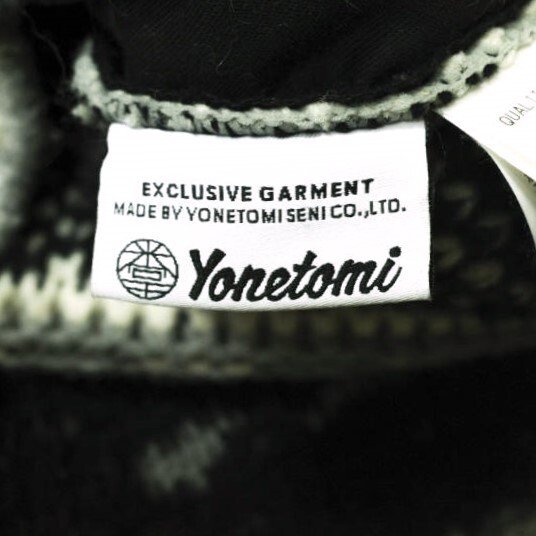 EXCLUSIVE GARMENT
MADE BY YONETOMI SENI CO.,LTD.
Yonetomi